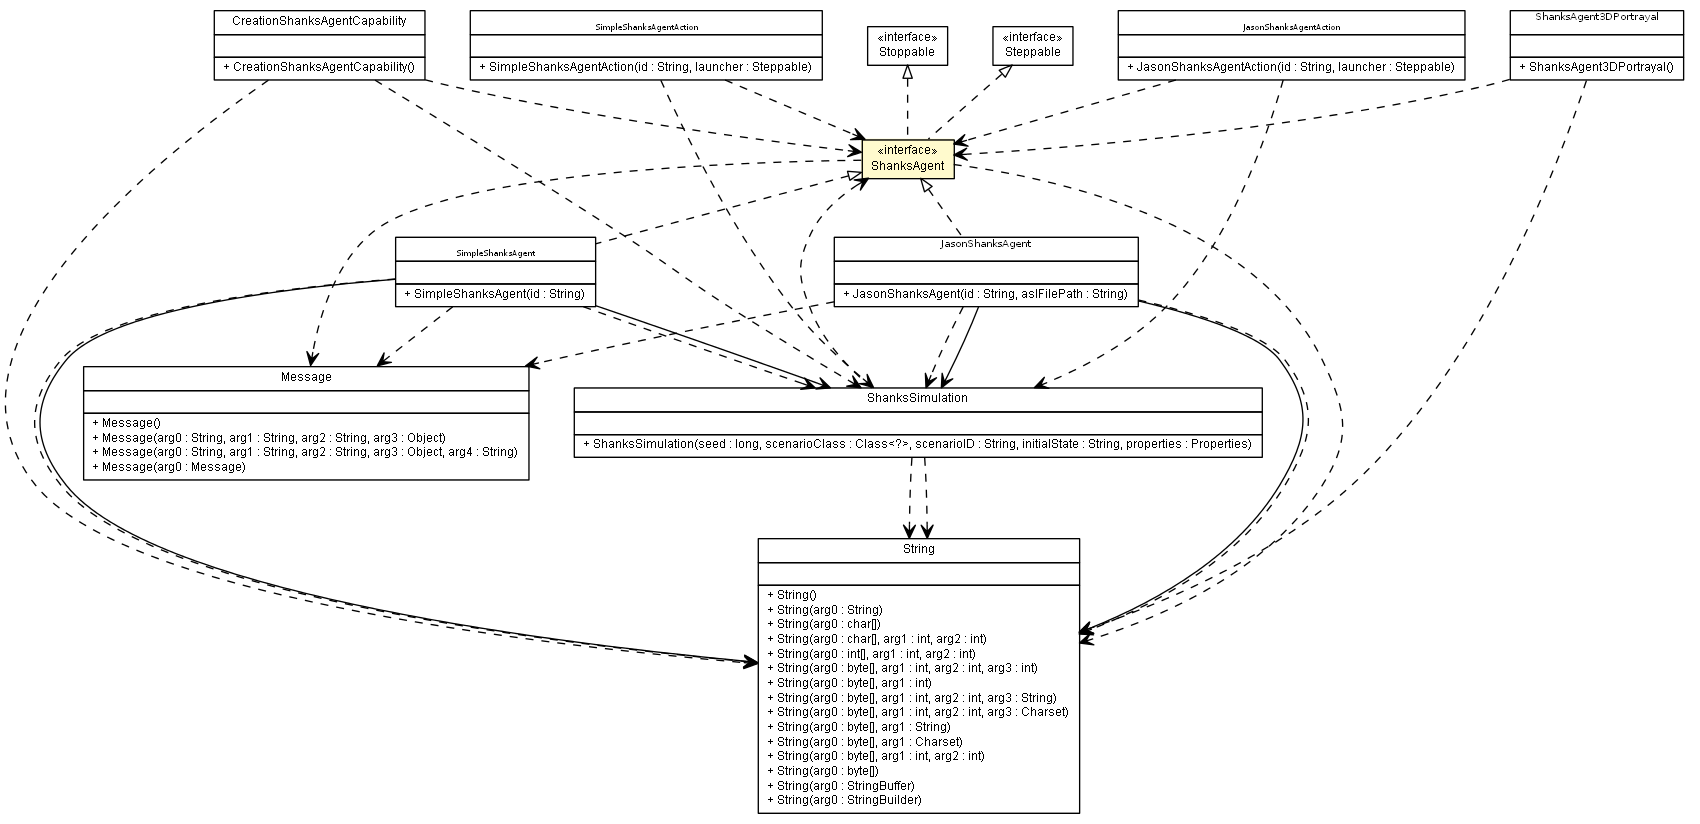 CreationShanksAgentCapability
+ CreationShanksAgentCapability()
SimpleShanksAgentAction
+ SimpleShanksAgentAction(id : String, launcher : Steppable)
«interface»
Stoppable
«interface»
Steppable
JasonShanksAgentAction
+ JasonShanksAgentAction(id : String, launcher : Steppable)
ShanksAgent3DPortrayal
+ ShanksAgent3DPortrayal()
«interface»
ShanksAgent
SimpleShanksAgent
+ SimpleShanksAgent(id : String)
JasonShanksAgent
+ JasonShanksAgent(id : String, aslFilePath : String)
Message
+ Message()
+ Message(arg0 : String, arg1 : String, arg2 : String, arg3 : Object)
+ Message(arg0 : String, arg1 : String, arg2 : String, arg3 : Object, arg4 : String)
+ Message(arg0 : Message)
ShanksSimulation
+ ShanksSimulation(seed : long, scenarioClass : Class<?>, scenarioID : String, initialState : String, properties : Properties)
String
+ String()
+ String(arg0 : String)
+ String(arg0 : char[])
+ String(arg0 : char[], arg1 : int, arg2 : int)
+ String(arg0 : int[], arg1 : int, arg2 : int)
+ String(arg0 : byte[], arg1 : int, arg2 : int, arg3 : int)
+ String(arg0 : byte[], arg1 : int)
+ String(arg0 : byte[], arg1 : int, arg2 : int, arg3 : String)
+ String(arg0 : byte[], arg1 : int, arg2 : int, arg3 : Charset)
+ String(arg0 : byte[], arg1 : String)
+ String(arg0 : byte[], arg1 : Charset)
+ String(arg0 : byte[], arg1 : int, arg2 : int)
+ String(arg0 : byte[])
+ String(arg0 : StringBuffer)
+ String(arg0 : StringBuilder)